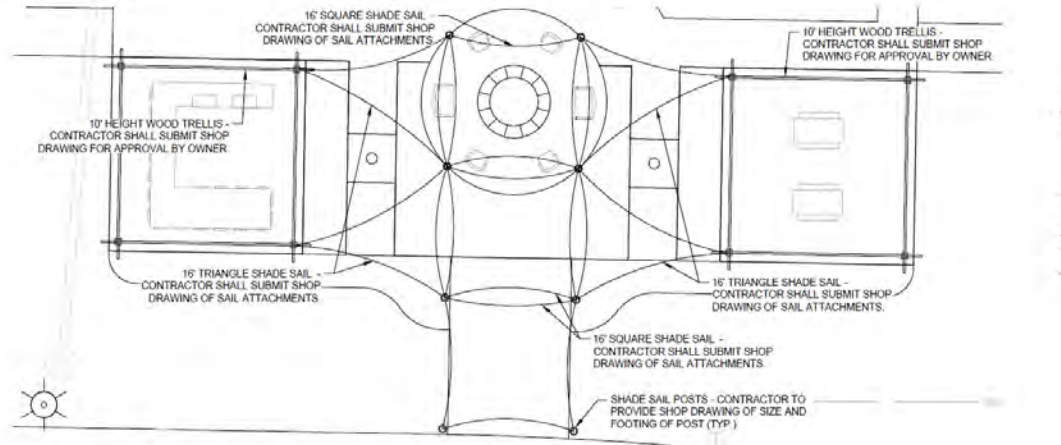 16' SQUARE SHADE SAIL -
CONTRACTOR SHALL SUBMIT SHOP
DRAWING OF SAIL ATTACHMENTS.
10' HEIGHT WOOD TRELLIS -
CONTRACTOR SHALL SUBMIT SHOP
DRAWING FOR APPROVAL BY OWNER.
10' HEIGHT WOOD TRELLIS -
CONTRACTOR SHALL SUBMIT SHOP
DRAWING FOR APPROVAL BY OWNER.
16' TRIANGLE SHADE SAIL -
CONTRACTOR SHALL SUBMIT SHOP
DRAWING OF SAIL ATTACHMENTS.
16' TRIANGLE SHADE SAIL -
CONTRACTOR SHALL SUBMIT SHOP
DRAWING OF SAIL ATTACHMENTS.
16' SQUARE SHADE SAIL -
CONTRACTOR SHALL SUBMIT SHOP
DRAWING OF SAIL ATTACHMENTS.
SHADE SAIL POSTS - CONTRACTOR TO
PROVIDE SHOP DRAWING OF SIZE AND
FOOTING OF POST (TYP.)